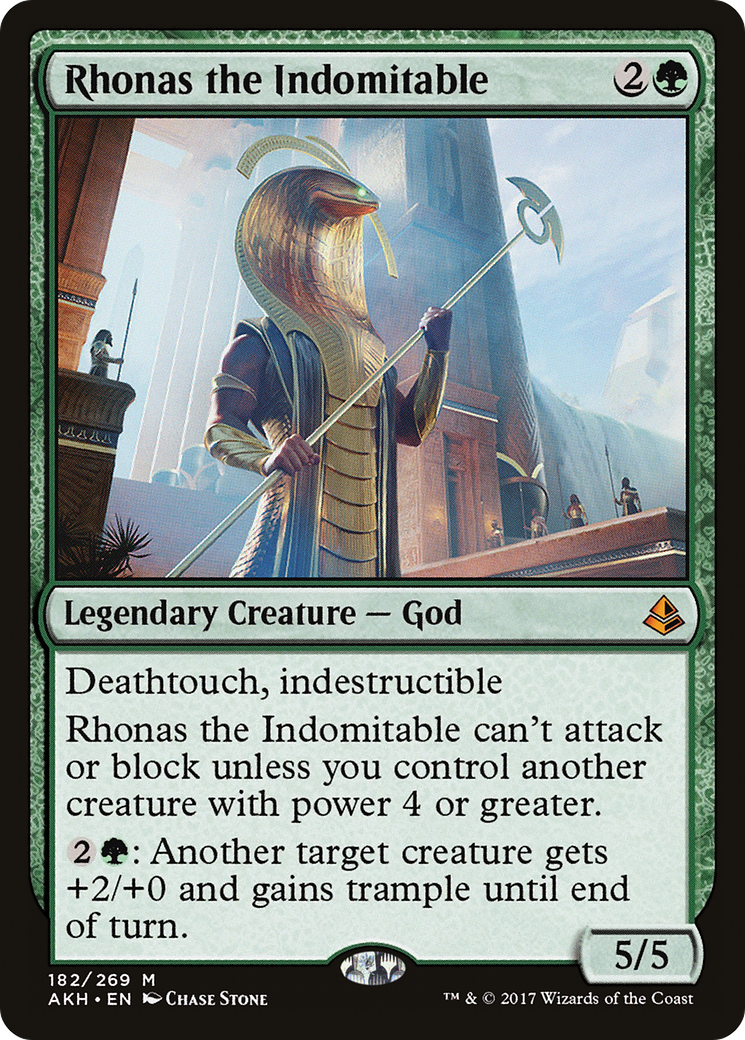 Rhonas the Indomitable 2
Legendary Creature — God
Deathtouch, indestructible
Rhonas the Indomitable can't attack
or block unless you control another
creature with power 4 or greater.
2 : Another target creature gets
+2/+0 and gains trample until end
of turn.
5/5
182/269 M
AKH • EN Chase Stone
™ & © 2017 Wizards of the Coast